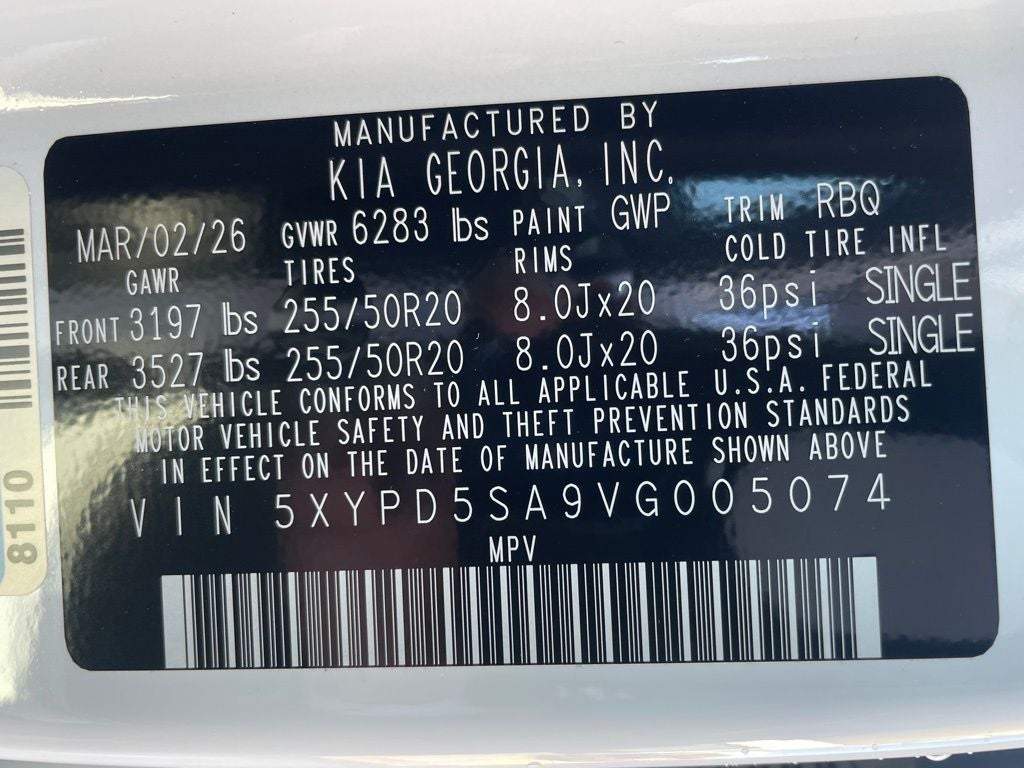 MANUFACTURED BY
KIA GEORGIA, INC.
MAR/02/26 GVWR 6283 lbs PAINT GWP TRIM RBQ
GAWR TIRES RIMS COLD TIRE INFL
FRONT 3197 lbs 255/50R20 8.0Jx20 36psi SINGLE
REAR 3527 lbs 255/50R20 8.0Jx20 36psi SINGLE
THIS VEHICLE CONFORMS TO ALL APPLICABLE U.S.A. FEDERAL
MOTOR VEHICLE SAFETY AND THEFT PREVENTION STANDARDS
IN EFFECT ON THE DATE OF MANUFACTURE SHOWN ABOVE
VIN 5XYPD5SA9VG005074
MPV
8110